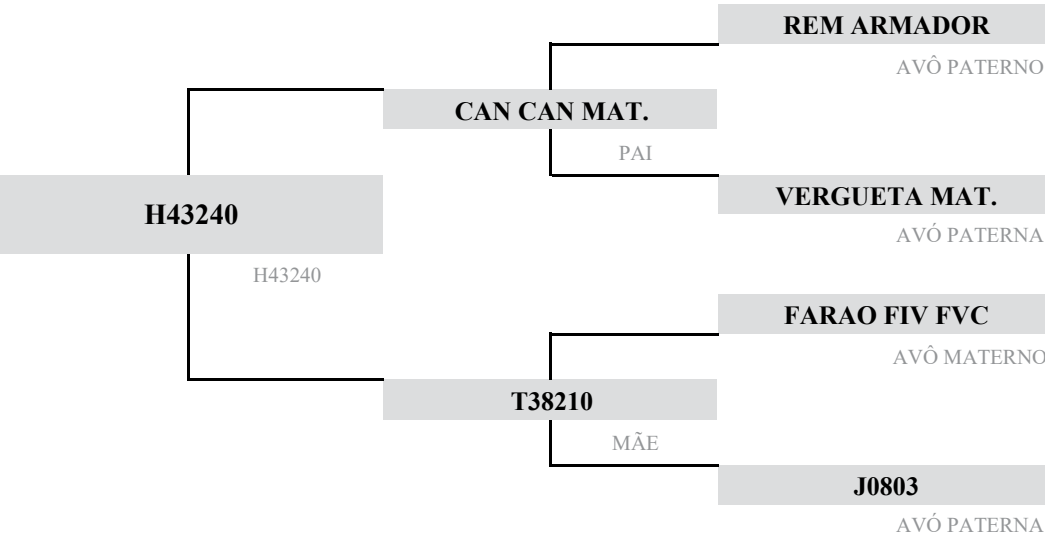 REM ARMADOR
AVÔ PATERNO
CAN CAN MAT.
PAI
VERGUETA MAT.
AVÓ PATERNA
H43240
H43240
FARAO FIV FVC
AVÔ MATERNO
T38210
MÃE
J0803
AVÓ PATERNA